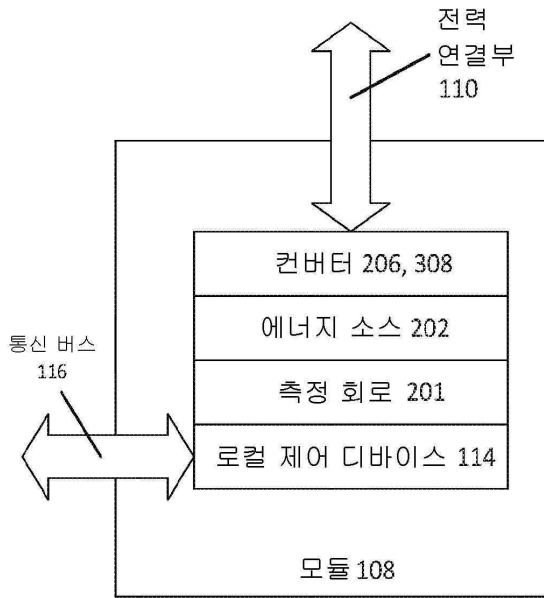 전력
연결부
110
컨버터 206, 308
에너지 소스 202
통신 버스
116
측정 회로 201
로컬 제어 디바이스 114
모듈 108